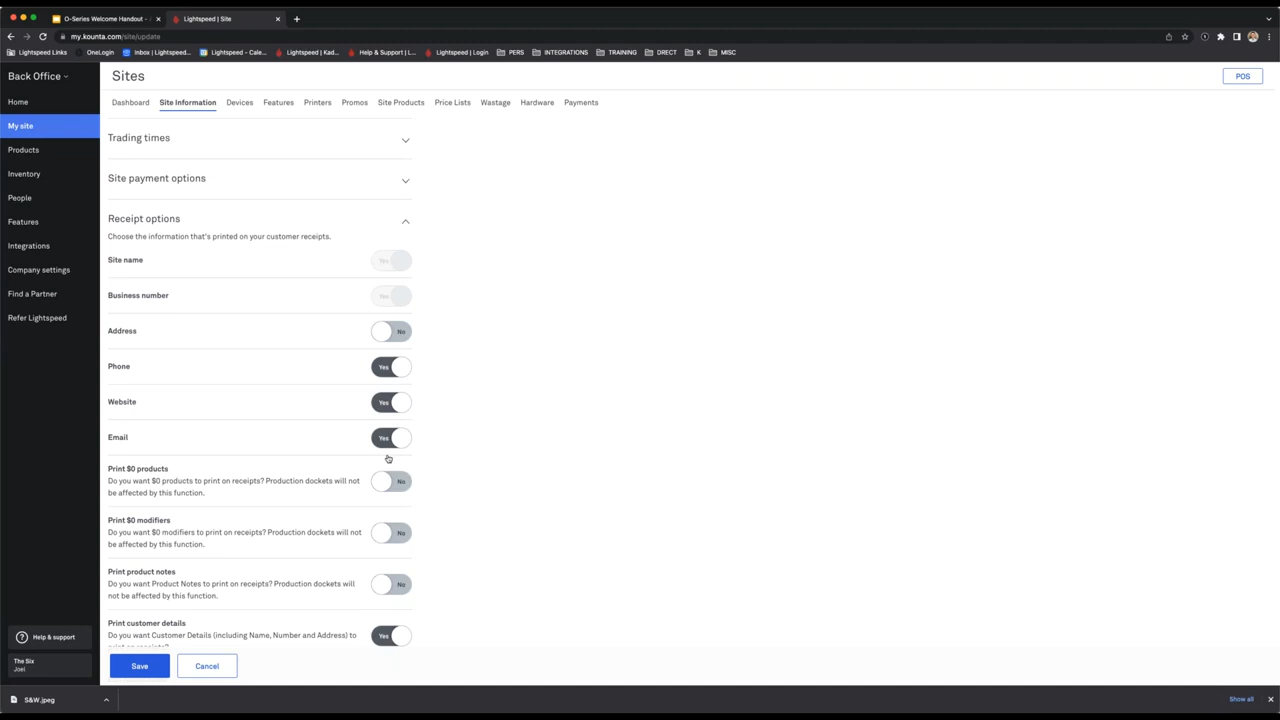 O-Series Welcome Handout -
Lightspeed | Site
my.kounta.com/site/update
Lightspeed Links
OneLogin
Inbox | Lightspeed...
Lightspeed - Cale...
Lightspeed | Kad...
Help & Support | L...
Lightspeed | Login
PERS
INTEGRATIONS
TRAINING
DRECT
K
MISC
Back Office
Sites
POS
Home
My site
Products
Inventory
People
Features
Integrations
Company settings
Find a Partner
Refer Lightspeed
Dashboard
Site Information
Devices
Features
Printers
Promos
Site Products
Price Lists
Wastage
Hardware
Payments
Trading times
Site payment options
Receipt options
Choose the information that's printed on your customer receipts.
Site name
Yes
Business number
Yes
Address
No
Phone
Yes
Website
Yes
Email
Yes
Print $0 products
Do you want $0 products to print on receipts? Production dockets will not
be affected by this function.
No
Print $0 modifiers
Do you want $0 modifiers to print on receipts? Production dockets will not
be affected by this function.
No
Print product notes
Do you want Product Notes to print on receipts? Production dockets will
not be affected by this function.
No
Print customer details
Do you want Customer Details (including Name, Number and Address) to
print on receipts?
Yes
Help & support
The Six
Joel
Save
Cancel
S&W.jpeg
Show all